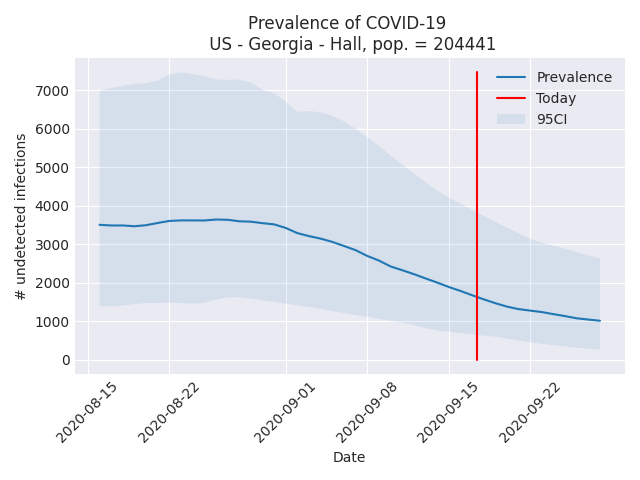 Prevalence of COVID-19
US - Georgia - Hall, pop. = 204441
Prevalence
Today
95CI
7000
6000
5000
4000
3000
2000
1000
0
# undetected infections
2020-08-15
2020-08-22
2020-09-01
2020-09-08
2020-09-15
2020-09-22
Date